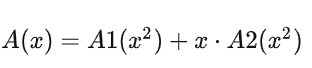 A(x) = A1(x²) + x · A2(x²)